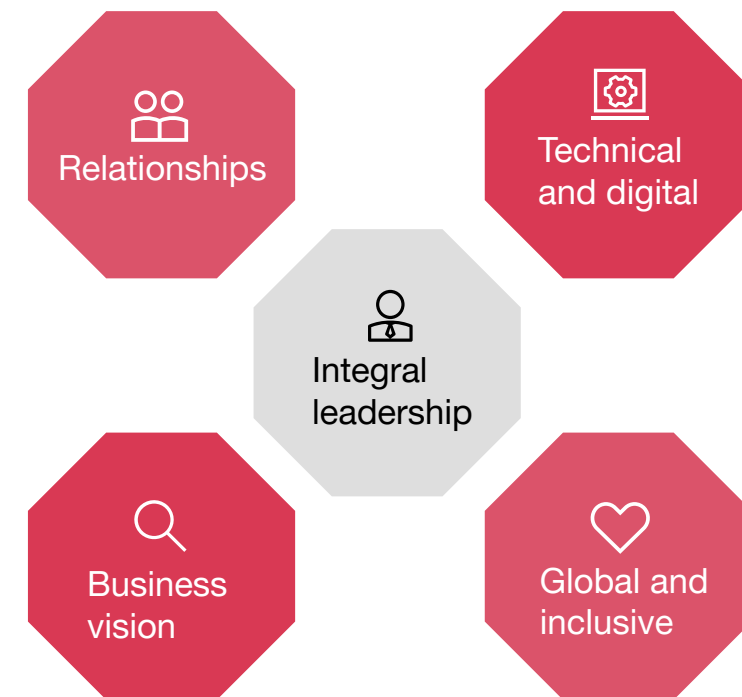 Relationships
Technical
and digital
Integral
leadership
Business
vision
Global and
inclusive